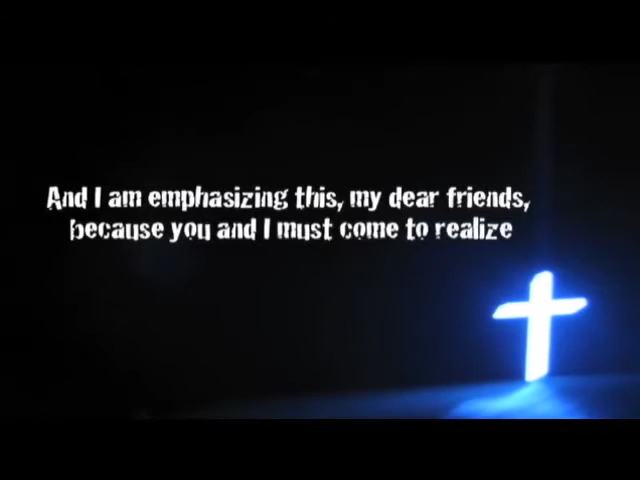 And I am emphasizing this, my dear friends,
because you and I must come to realize